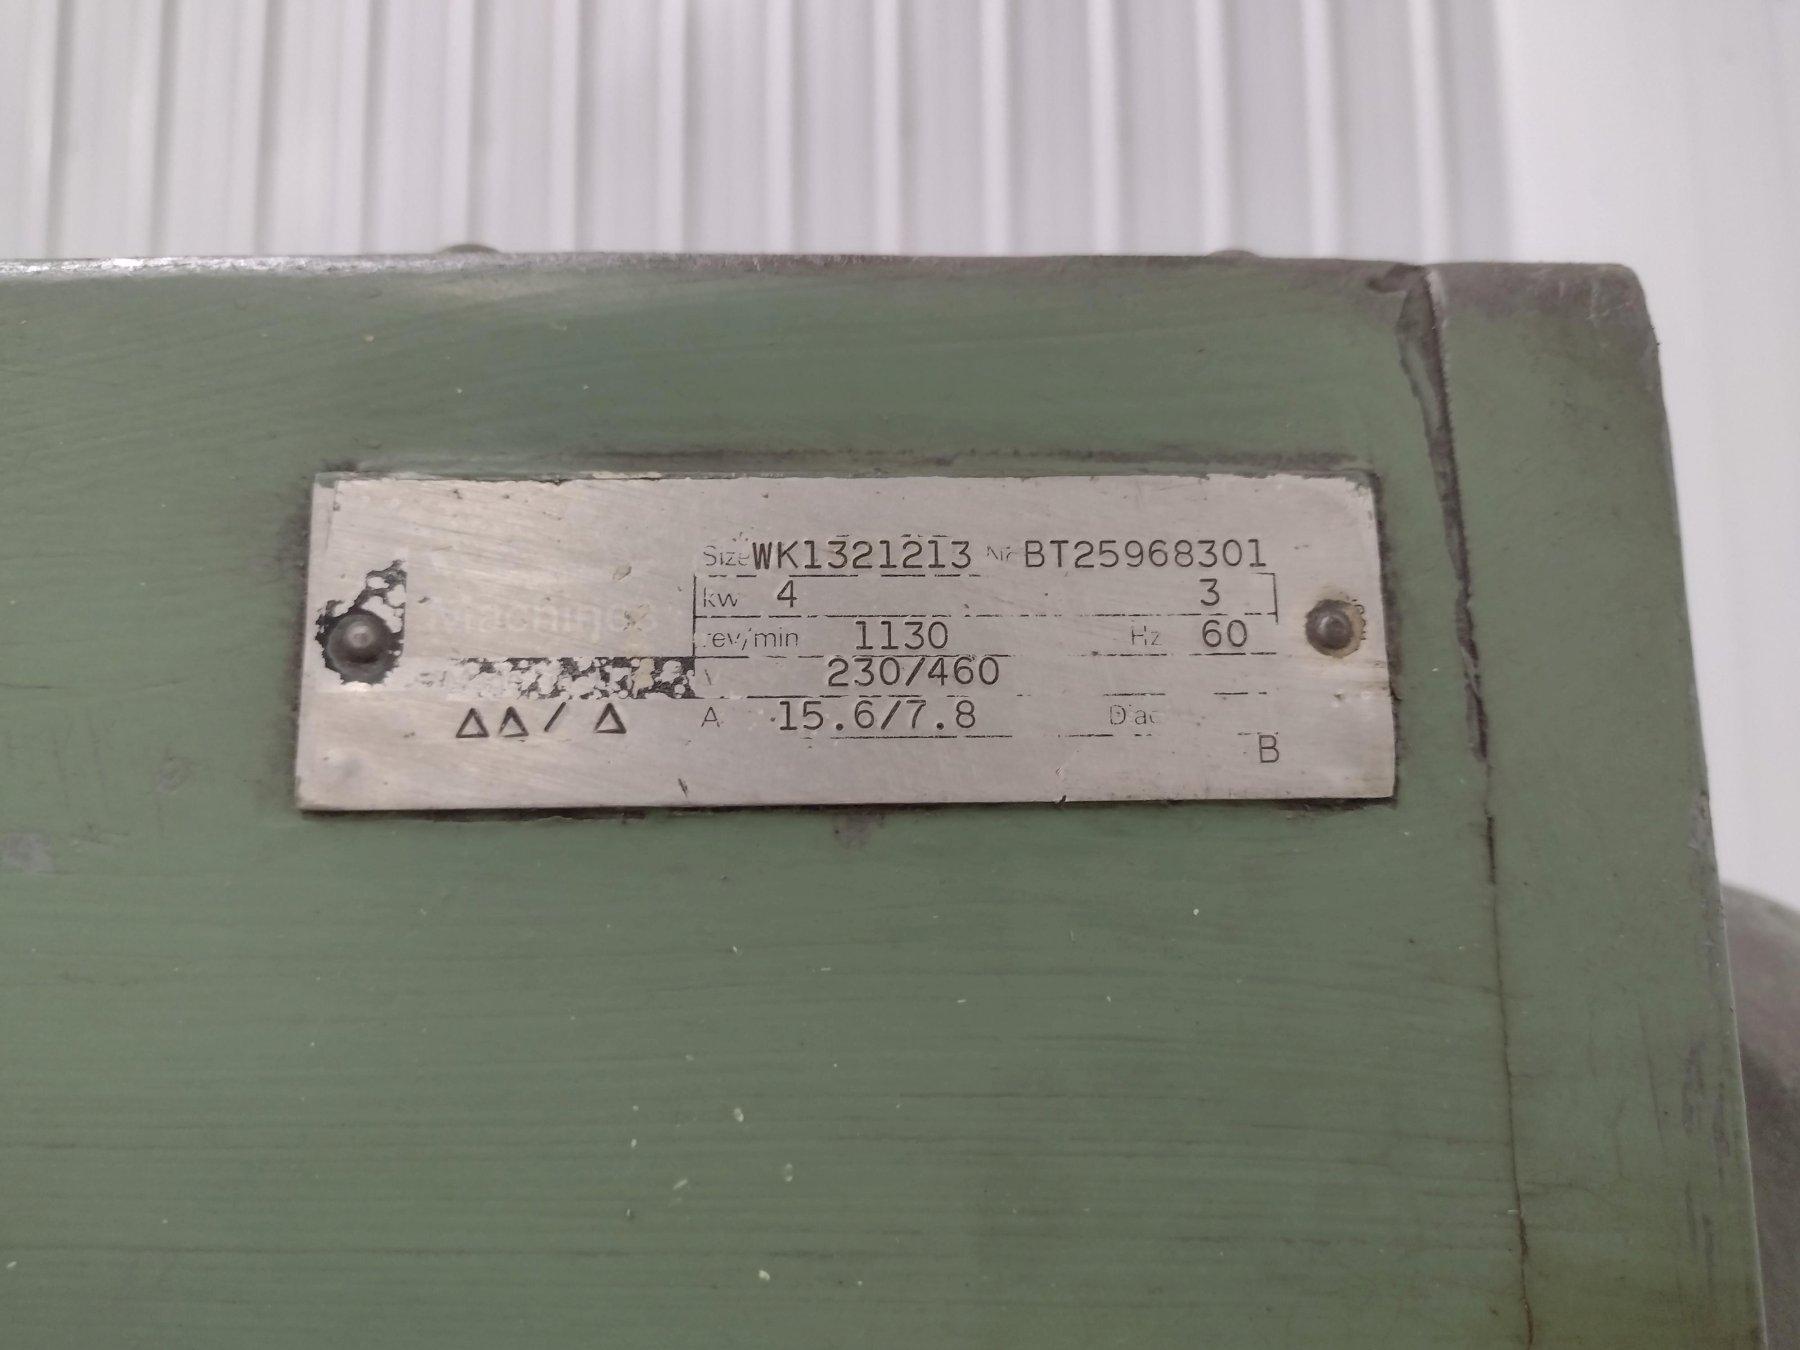 Size WK1321213 Nr BT25968301
kw 4 3
Machines
rev/min 1130 Hz 60
V 230/460
ΔΔ/ Δ A 15.6/7.8
B